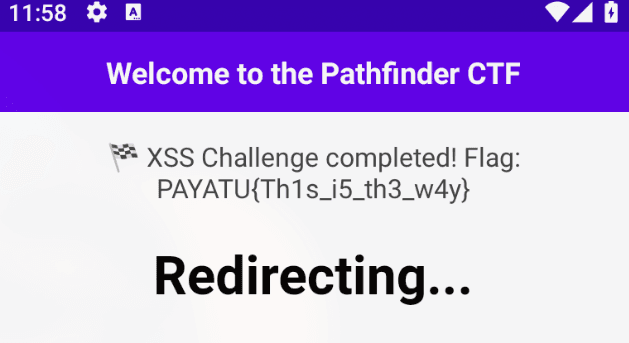 11:58
Welcome to the Pathfinder CTF
🏁 XSS Challenge completed! Flag:
PAYATU{Th1s_i5_th3_w4y}
Redirecting...